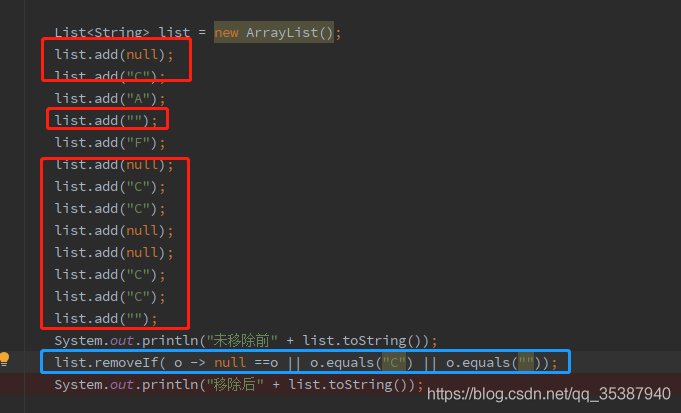 List<String> list = new ArrayList();
list.add(null);
list.add("C");
list.add("A");
list.add("");
list.add("F");
list.add(null);
list.add("C");
list.add("C");
list.add(null);
list.add(null);
list.add("C");
list.add("C");
list.add("");
System.out.println("未移除前" + list.toString());
list.removeIf( o -> null ==o || o.equals("C") || o.equals(""));
System.out.println("移除后" + list.toString());
https://blog.csdn.net/qq_35387940